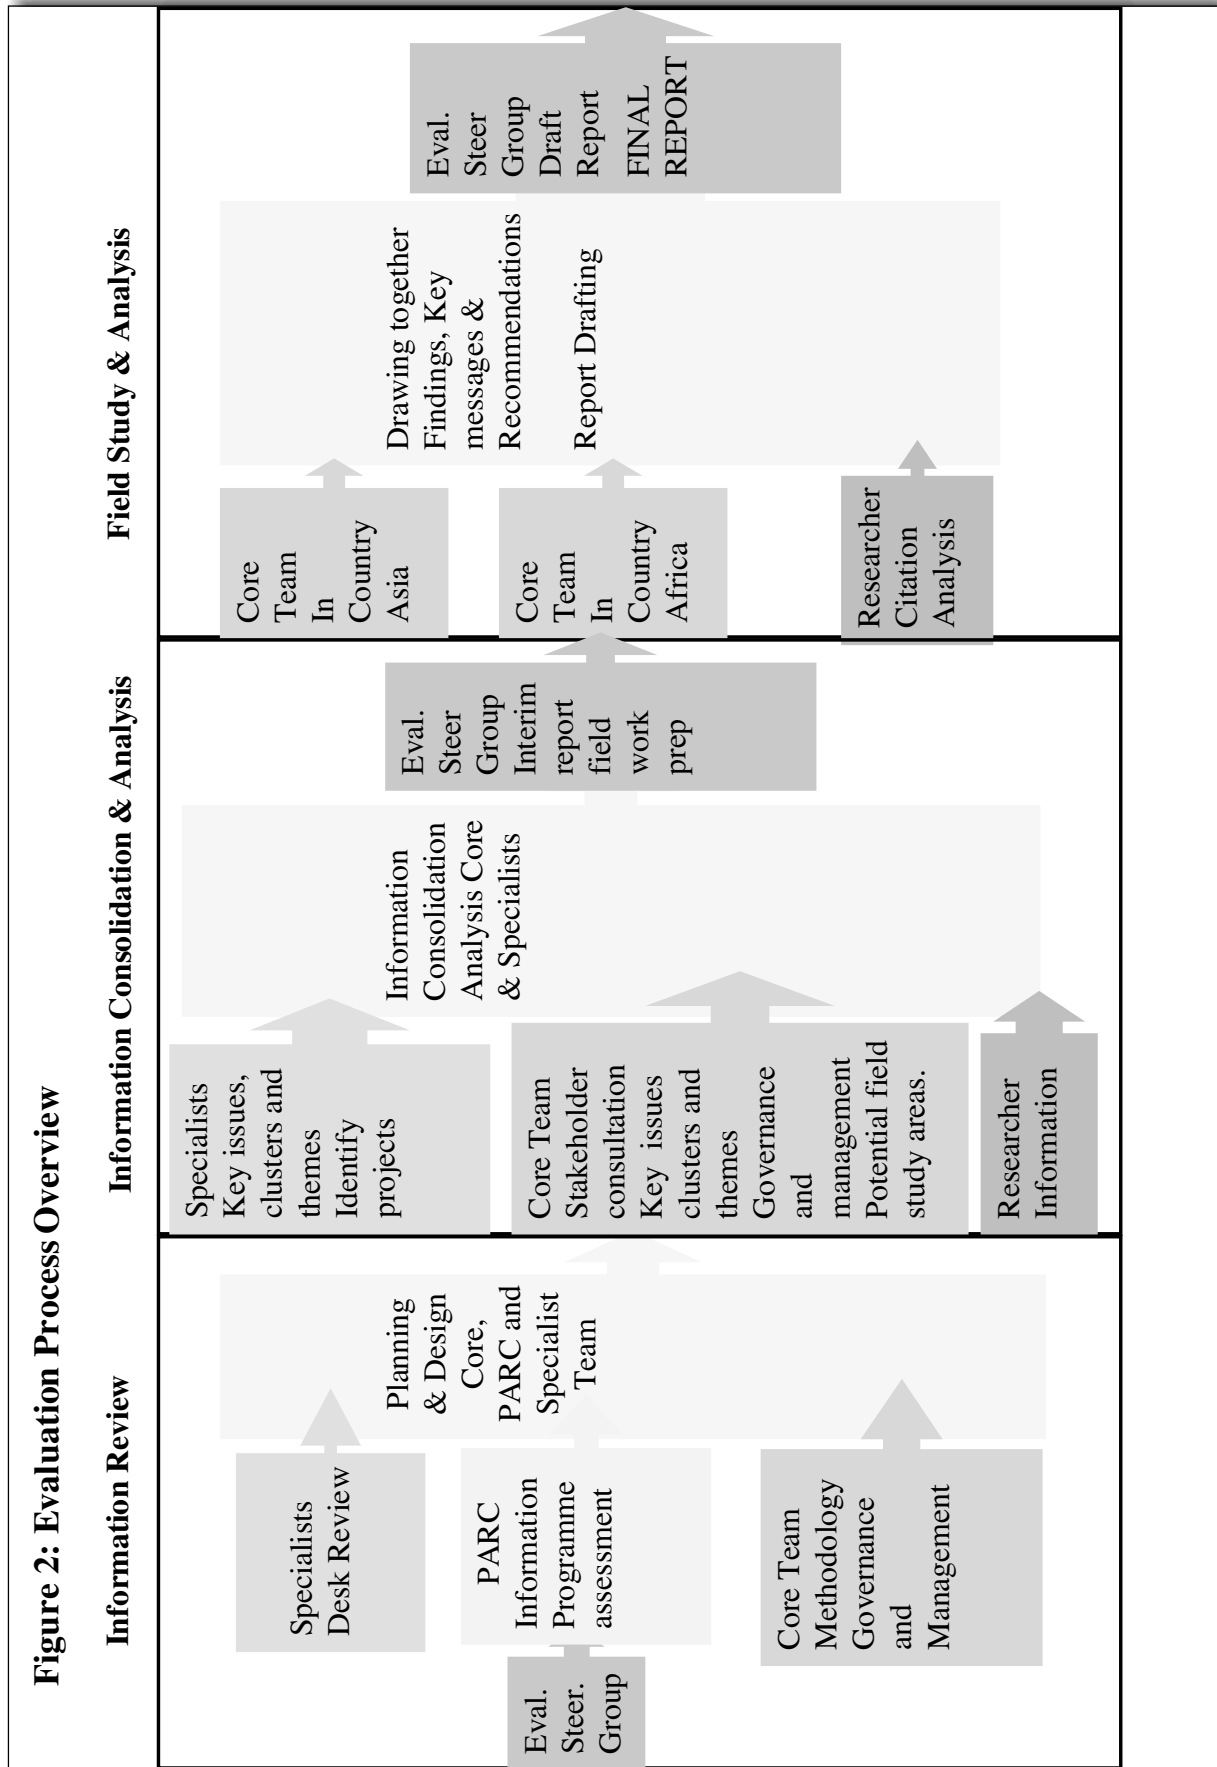 Figure 2: Evaluation Process Overview
Information Review
Information Consolidation & Analysis
Field Study & Analysis
Eval.
Steer.
Group
Specialists
Desk Review
PARC
Information
Programme
assessment
Core Team
Methodology
Governance
and
Management
Planning
& Design
Core,
PARC and
Specialist
Team
Specialists
Key issues,
clusters and
themes
Identify
projects
Core Team
Stakeholder
consultation
Key issues
clusters and
themes
Governance
and
management
Potential field
study areas.
Researcher
Information
Information
Consolidation
Analysis Core
& Specialists
Eval.
Steer
Group
Interim
report
field
work
prep
Core
Team
In
Country
Asia
Core
Team
In
Country
Africa
Researcher
Citation
Analysis
Drawing together
Findings, Key
messages &
Recommendations
Report Drafting
Eval.
Steer
Group
Draft
Report
FINAL
REPORT